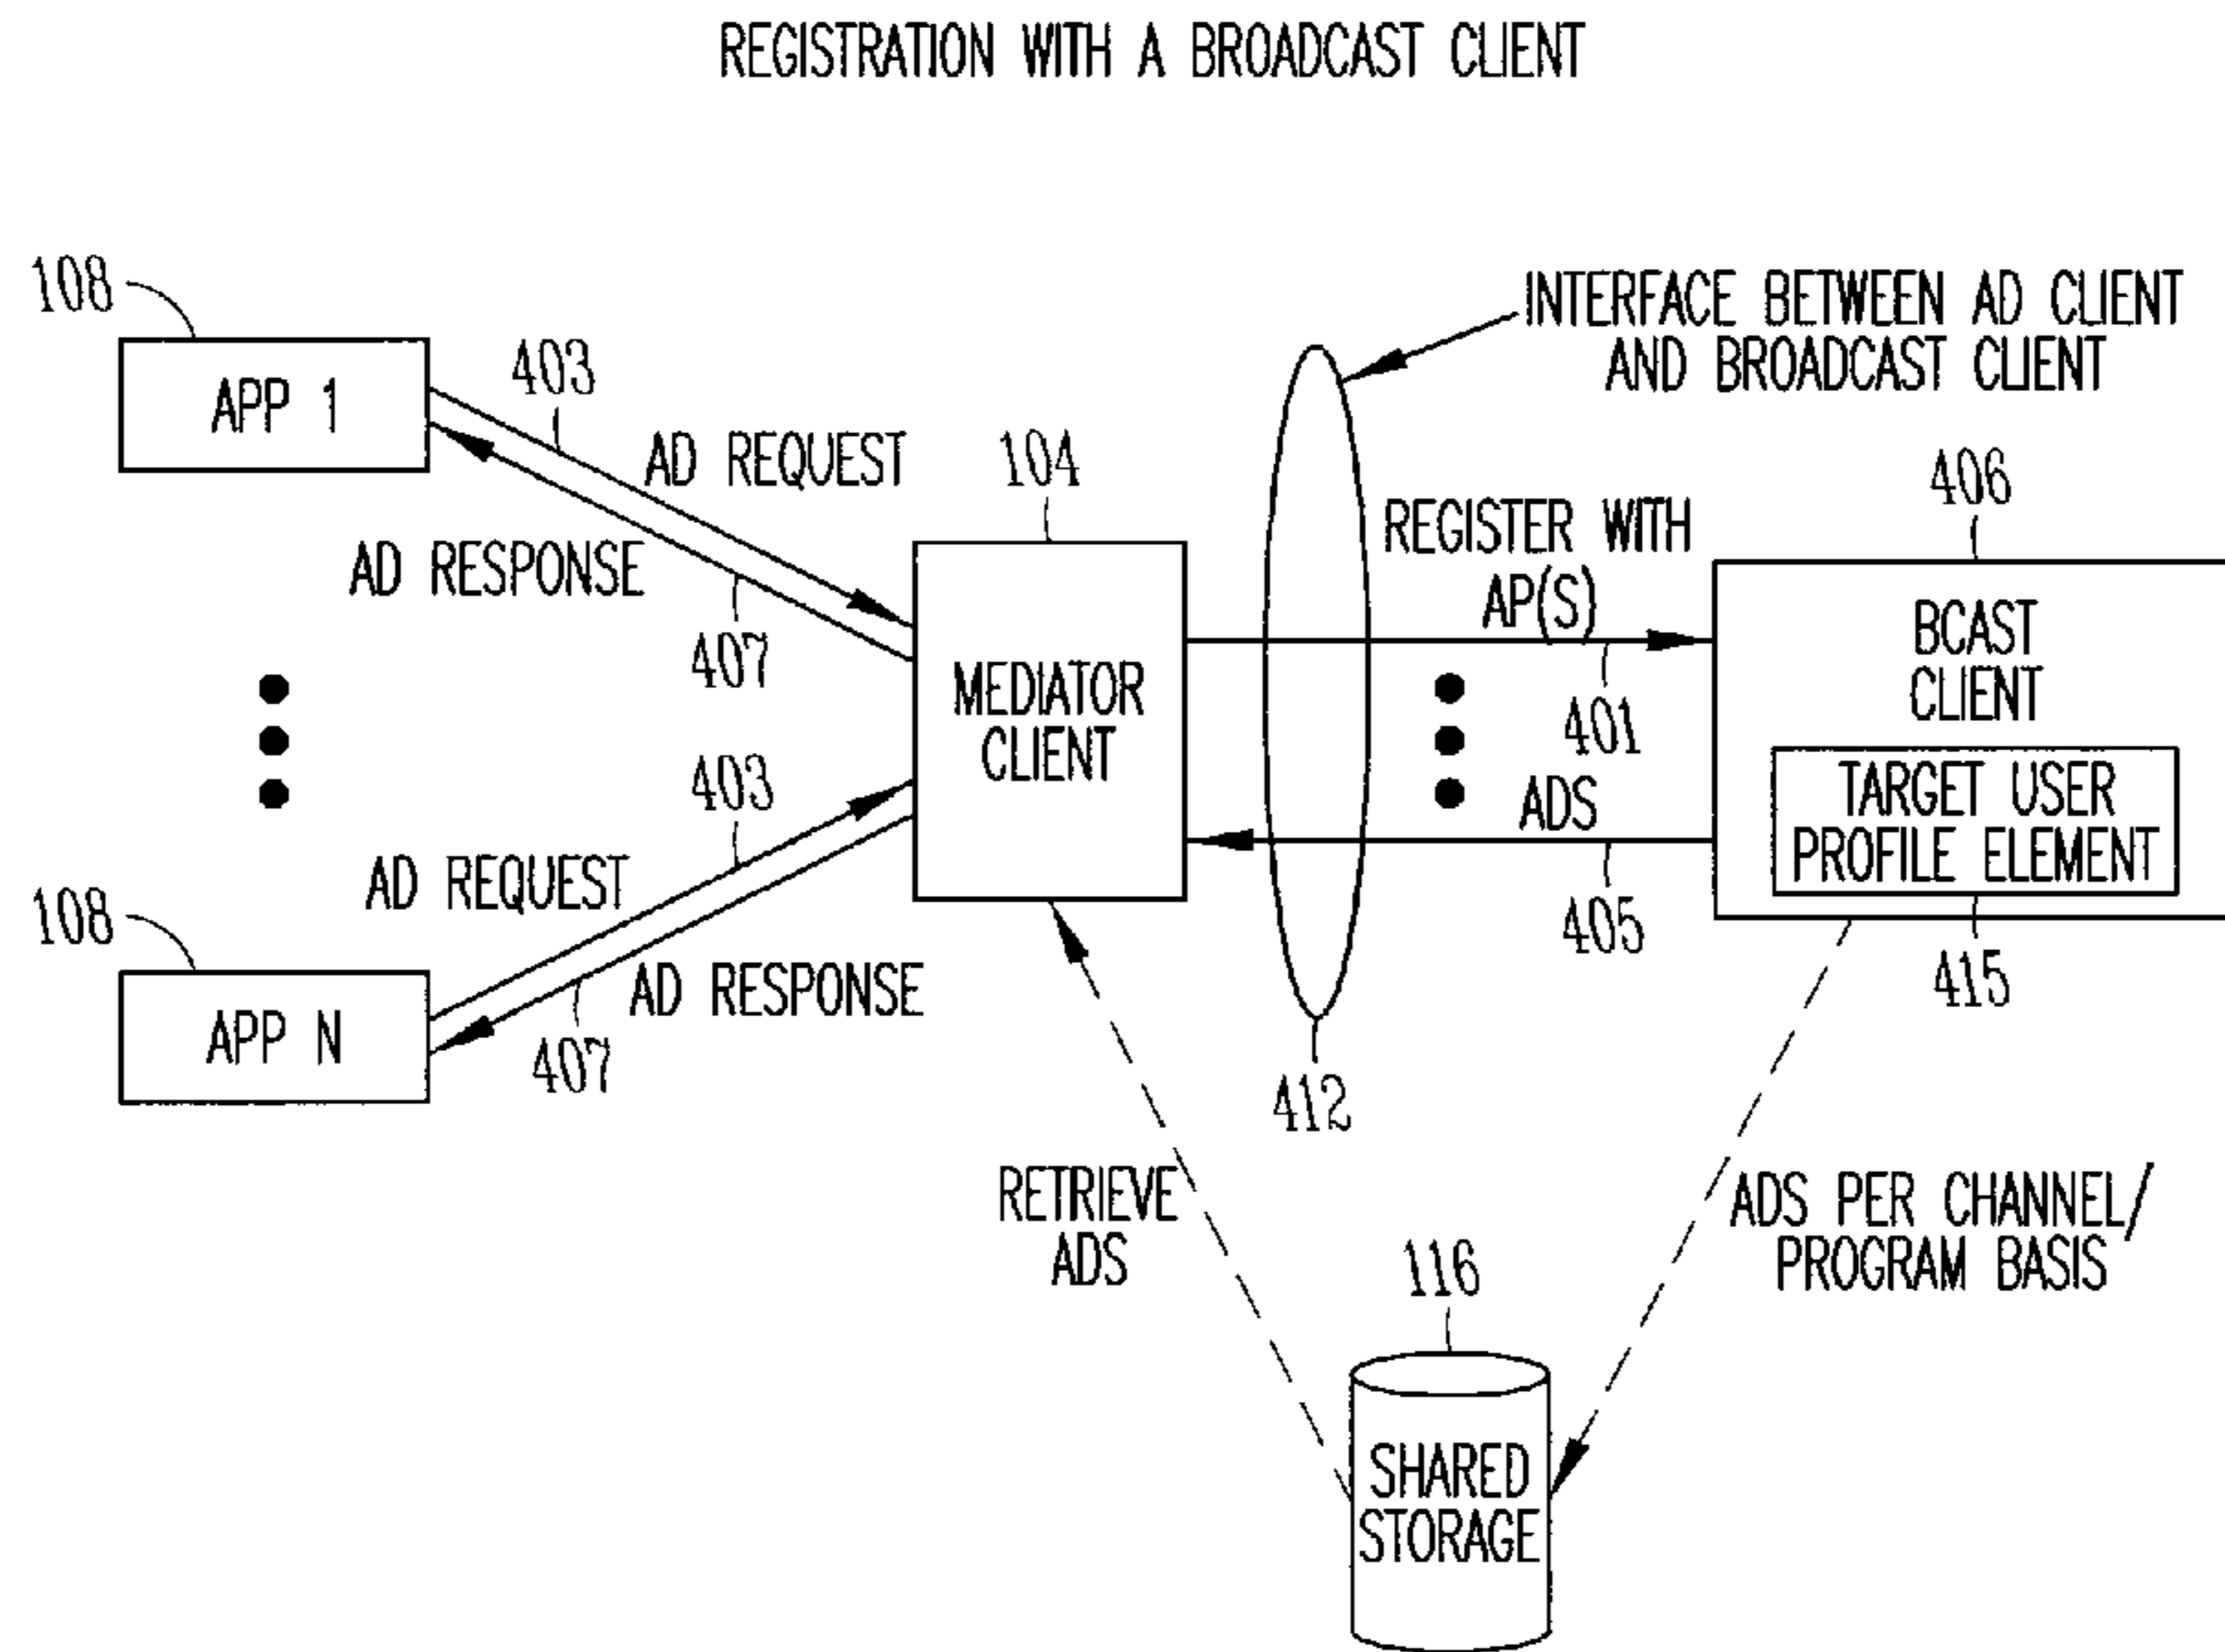 REGISTRATION WITH A BROADCAST CLIENT
108
APP 1
403
AD REQUEST
AD RESPONSE
407
104
MEDIATOR
CLIENT
INTERFACE BETWEEN AD CLIENT
AND BROADCAST CLIENT
REGISTER WITH
AP(S)
401
406
BCAST
CLIENT
TARGET USER
PROFILE ELEMENT
415
ADS
405
403
AD REQUEST
108
APP N
AD RESPONSE
407
412
RETRIEVE
ADS
ADS PER CHANNEL/
PROGRAM BASIS
116
SHARED
STORAGE